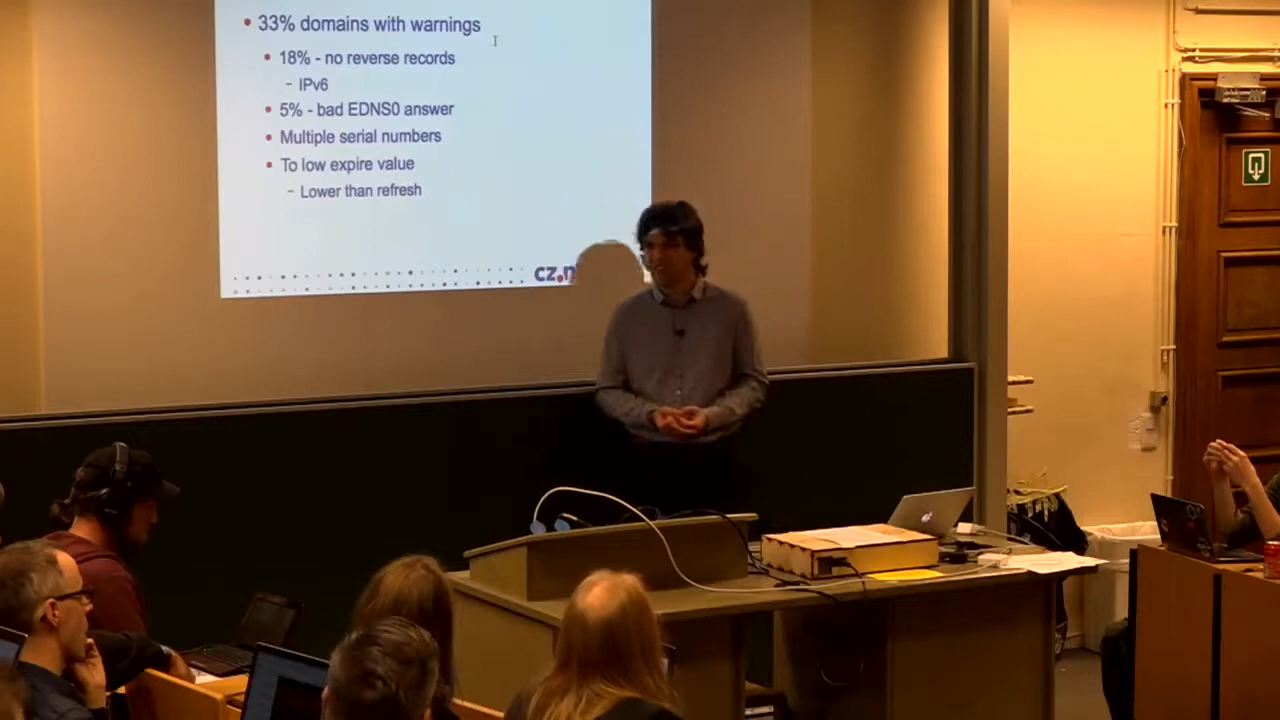 33% domains with warnings
18% - no reverse records
– IPv6
5% - bad EDNS0 answer
Multiple serial numbers
To low expire value
– Lower than refresh
cz.n